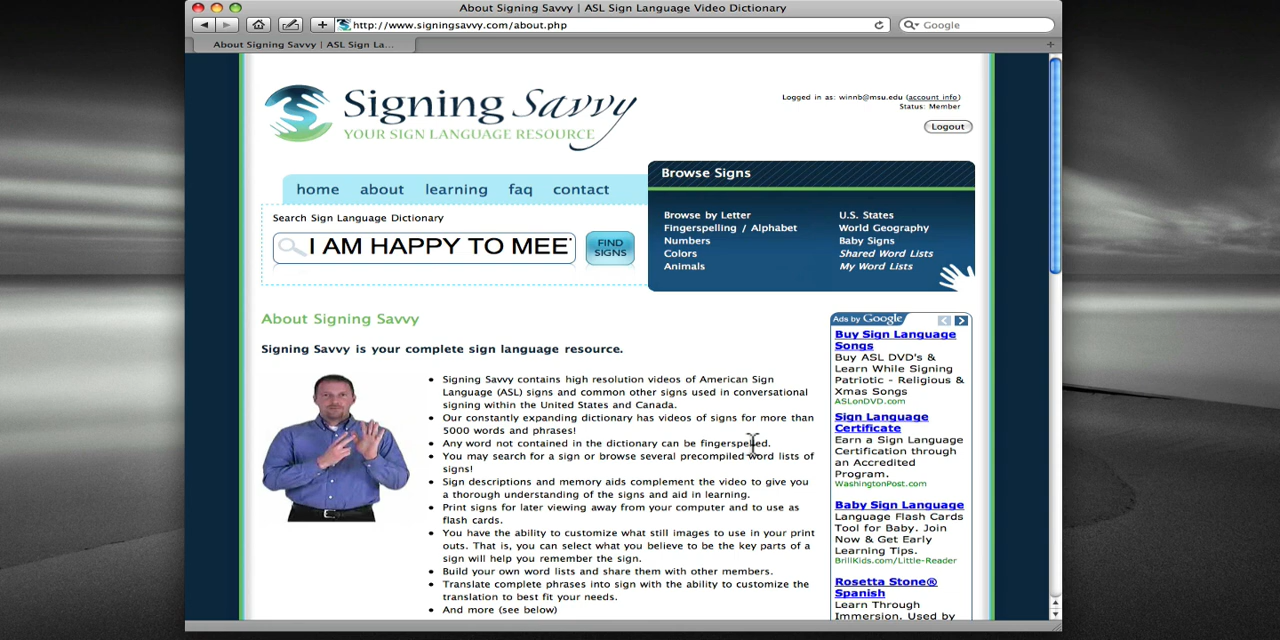 About Signing Savvy | ASL Sign Language Video Dictionary
http://www.signingsavvy.com/about.php
Google
About Signing Savvy | ASL Sign La...
Signing Savvy
YOUR SIGN LANGUAGE RESOURCE
Logged in as: winnb@msu.edu (account info)
Status: Member
Logout
home about learning faq contact
Search Sign Language Dictionary
I AM HAPPY TO MEE
FIND
SIGNS
Browse Signs
Browse by Letter
Fingerspelling / Alphabet
Numbers
Colors
Animals
U.S. States
World Geography
Baby Signs
Shared Word Lists
My Word Lists
About Signing Savvy
Signing Savvy is your complete sign language resource.
• Signing Savvy contains high resolution videos of American Sign
Language (ASL) signs and common other signs used in conversational
signing within the United States and Canada.
• Our constantly expanding dictionary has videos of signs for more than
5000 words and phrases!
• Any word not contained in the dictionary can be fingerspelled.
• You may search for a sign or browse several precompiled word lists of
signs!
• Sign descriptions and memory aids complement the video to give you
a thorough understanding of the signs and aid in learning.
• Print signs for later viewing away from your computer and to use as
flash cards.
• You have the ability to customize what still images to use in your print
outs. That is, you can select what you believe to be the key parts of a
sign will help you remember the sign.
• Build your own word lists and share them with other members.
• Translate complete phrases into sign with the ability to customize the
translation to best fit your needs.
• And more (see below)
Ads by Google
Buy Sign Language
Songs
Buy ASL DVD's &
Learn While Signing
Patriotic - Religious &
Xmas Songs
ASLonDVD.com
Sign Language
Certificate
Earn a Sign Language
Certification through
an Accredited
Program.
WashingtonPost.com
Baby Sign Language
Language Flash Cards
Tool for Baby. Join
Now & Get Early
Learning Tips.
BrillKids.com/Little-Reader
Rosetta Stone®
Spanish
Learn Through
Immersion. Used by